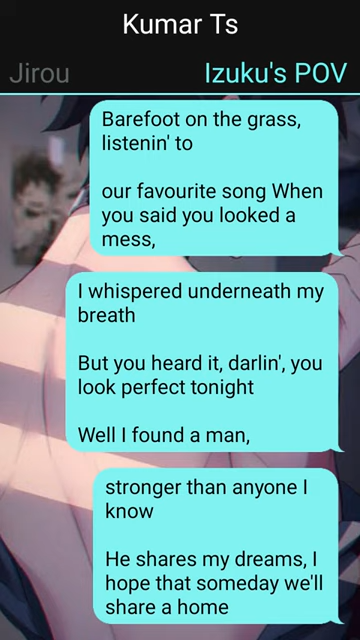 Kumar Ts
Jirou
Izuku's POV
Barefoot on the grass,
listenin' to
our favourite song When
you said you looked a
mess,
I whispered underneath my
breath
But you heard it, darlin', you
look perfect tonight
Well I found a man,
stronger than anyone I
know
He shares my dreams, I
hope that someday we'll
share a home